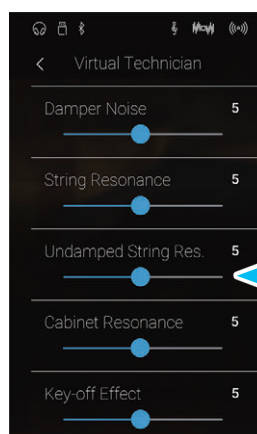 Virtual Technician
Damper Noise 5
String Resonance 5
Undamped String Res. 5
Cabinet Resonance 5
Key-off Effect 5